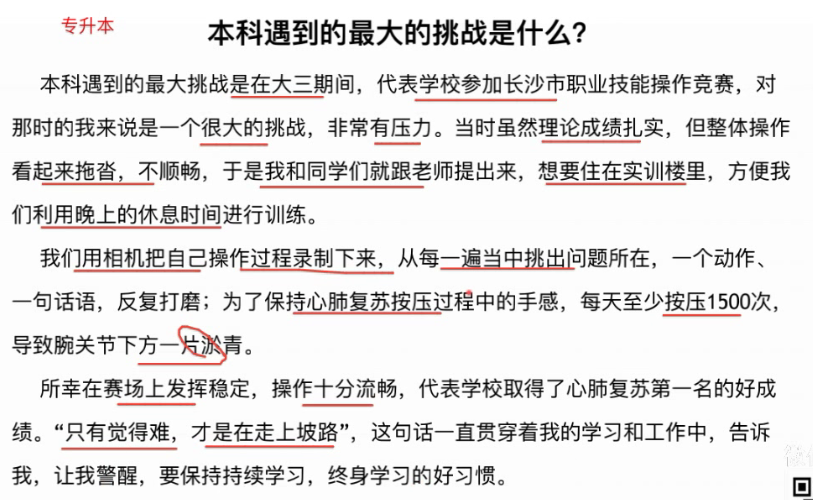 专升本
本科遇到的最大的挑战是什么？
本科遇到的最大挑战是在大三期间，代表学校参加长沙市职业技能操作竞赛，对
那时的我来说是一个很大的挑战，非常有压力。当时虽然理论成绩扎实，但整体操作
看起来拖沓，不顺畅，于是我和同学们就跟老师提出来，想要住在实训楼里，方便我
们利用晚上的休息时间进行训练。
我们用相机把自己操作过程录制下来，从每一遍当中挑出问题所在，一个动作、
一句话语，反复打磨；为了保持心肺复苏按压过程中的手感，每天至少按压1500次，
导致腕关节下方一片淤青。
所幸在赛场上发挥稳定，操作十分流畅，代表学校取得了心肺复苏第一名的好成
绩。“只有觉得难，才是在走上坡路”，这句话一直贯穿着我的学习和工作中，告诉
我，让我警醒，要保持持续学习，终身学习的好习惯。